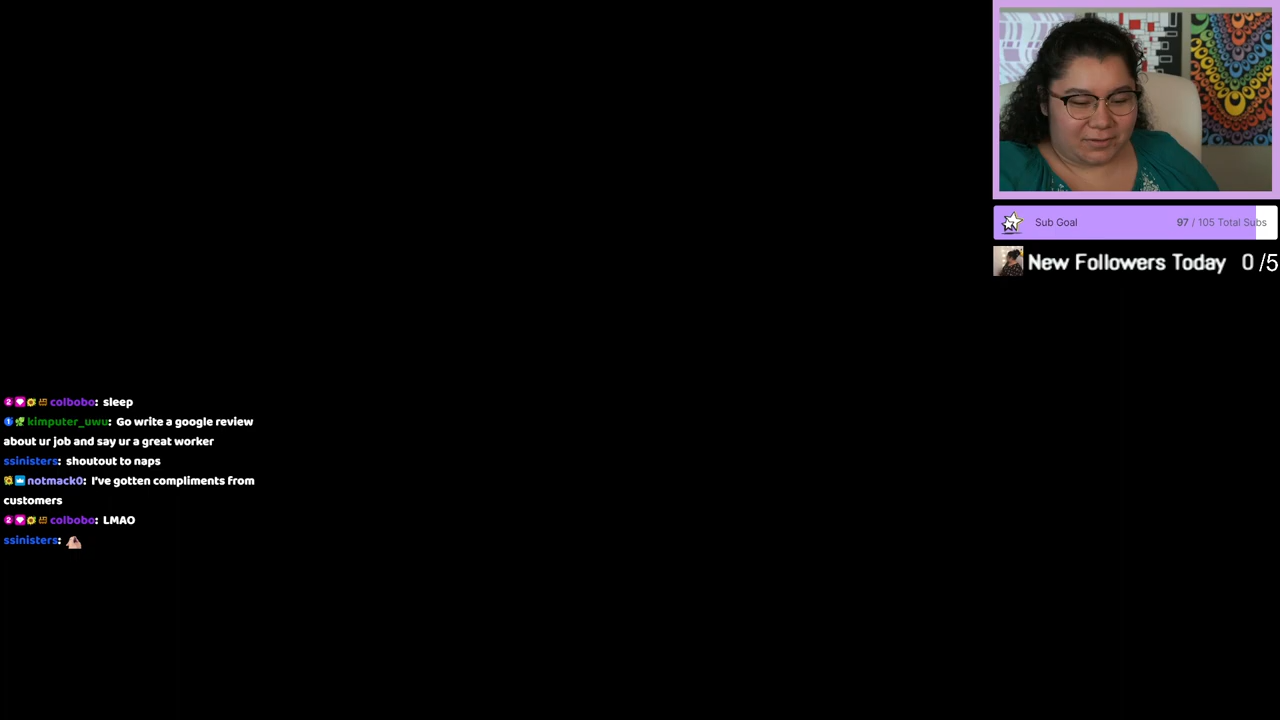 Sub Goal 97 / 105 Total Subs
New Followers Today 0 /5
colbobo: sleep
kimputer_uwu: Go write a google review
about ur job and say ur a great worker
ssinisters: shoutout to naps
notmack0: I've gotten compliments from
customers
colbobo: LMAO
ssinisters: